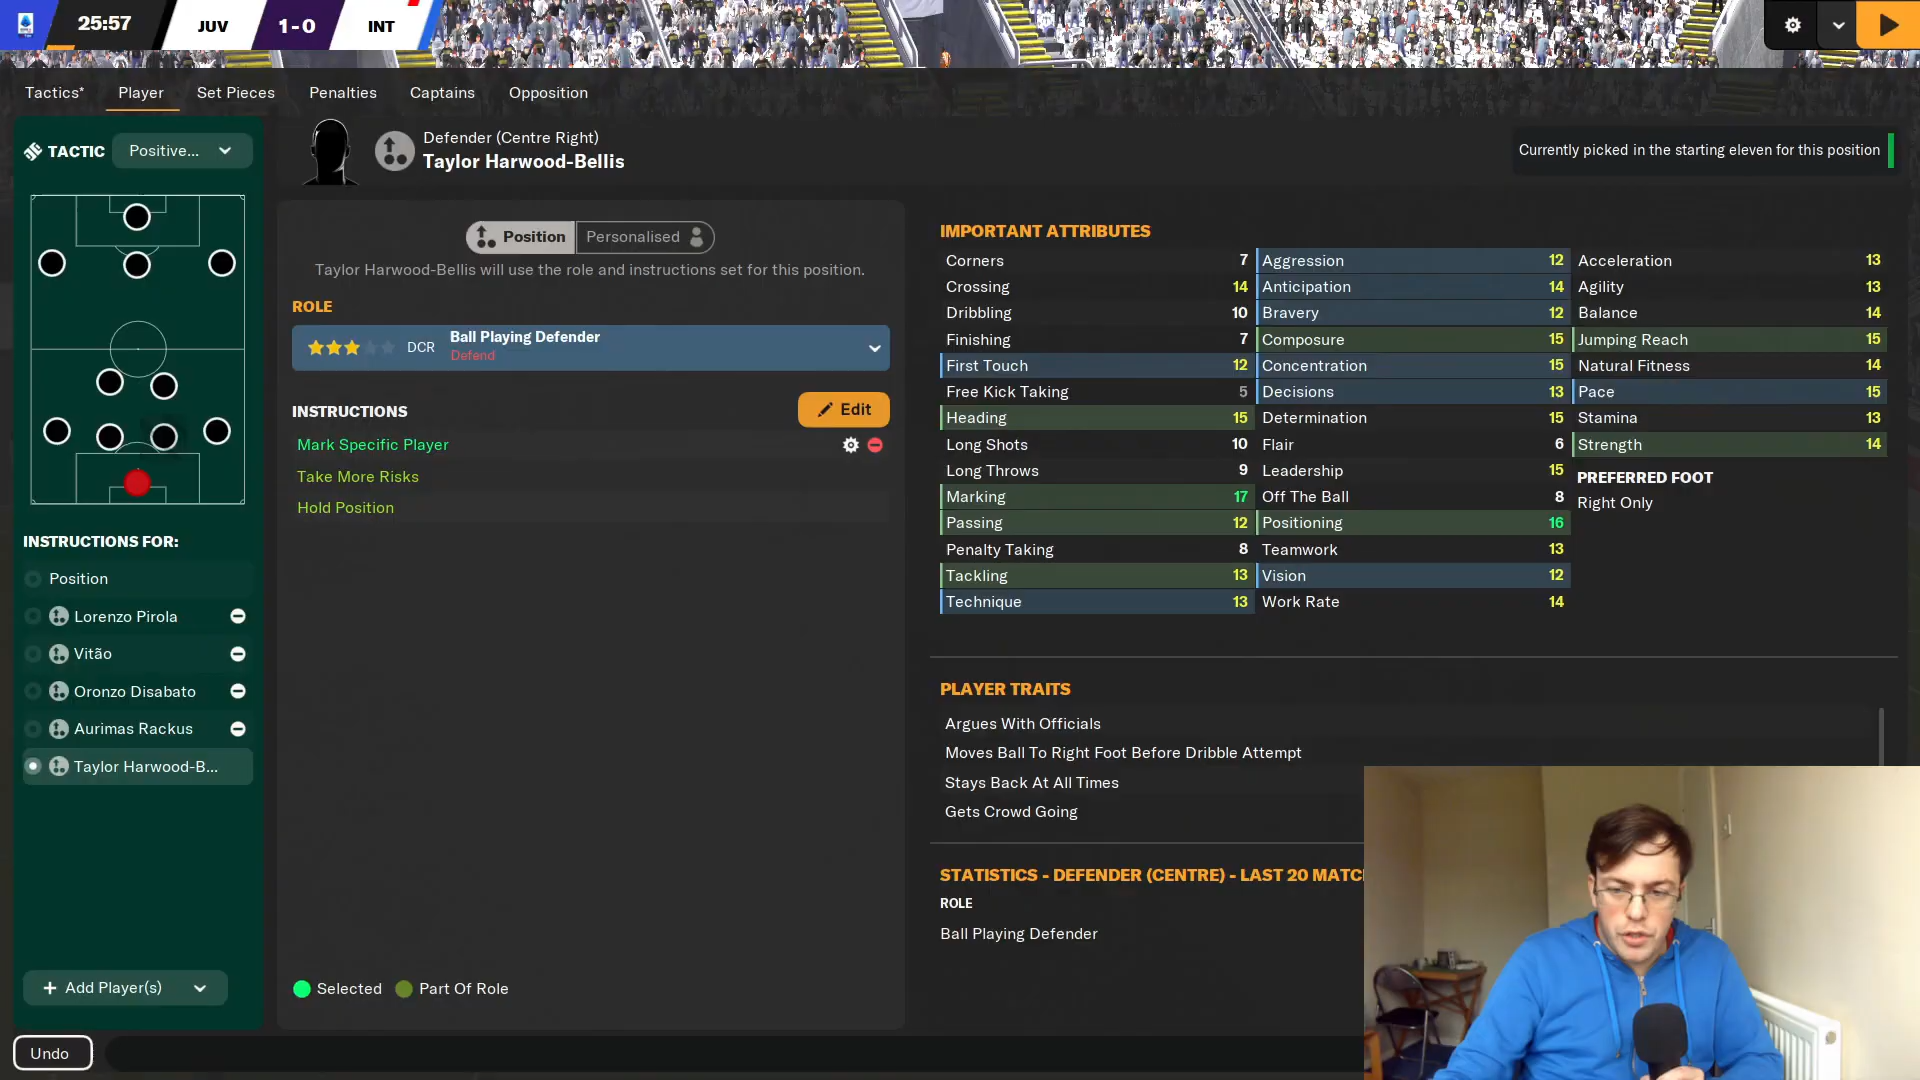 25:57
JUV
1 - 0
INT
Tactics*
Player
Set Pieces
Penalties
Captains
Opposition
TACTIC
Positive...
Defender (Centre Right)
Taylor Harwood-Bellis
Currently picked in the starting eleven for this position
Position
Personalised
Taylor Harwood-Bellis will use the role and instructions set for this position.
ROLE
DCR
Ball Playing Defender
Defend
INSTRUCTIONS
Edit
Mark Specific Player
Take More Risks
Hold Position
Selected
Part Of Role
INSTRUCTIONS FOR:
Position
Lorenzo Pirola
Vitão
Oronzo Disabato
Aurimas Rackus
Taylor Harwood-B...
Add Player(s)
Undo
IMPORTANT ATTRIBUTES
Corners 7 Aggression 12 Acceleration 13
Crossing 14 Anticipation 14 Agility 13
Dribbling 10 Bravery 12 Balance 14
Finishing 7 Composure 15 Jumping Reach 15
First Touch 12 Concentration 15 Natural Fitness 14
Free Kick Taking 5 Decisions 13 Pace 15
Heading 15 Determination 15 Stamina 13
Long Shots 10 Flair 6 Strength 14
Long Throws 9 Leadership 15
PREFERRED FOOT
Marking 17 Off The Ball 8
Right Only
Passing 12 Positioning 16
Penalty Taking 8 Teamwork 13
Tackling 13 Vision 12
Technique 13 Work Rate 14
PLAYER TRAITS
Argues With Officials
Moves Ball To Right Foot Before Dribble Attempt
Stays Back At All Times
Gets Crowd Going
STATISTICS - DEFENDER (CENTRE) - LAST 20 MATC
ROLE
Ball Playing Defender